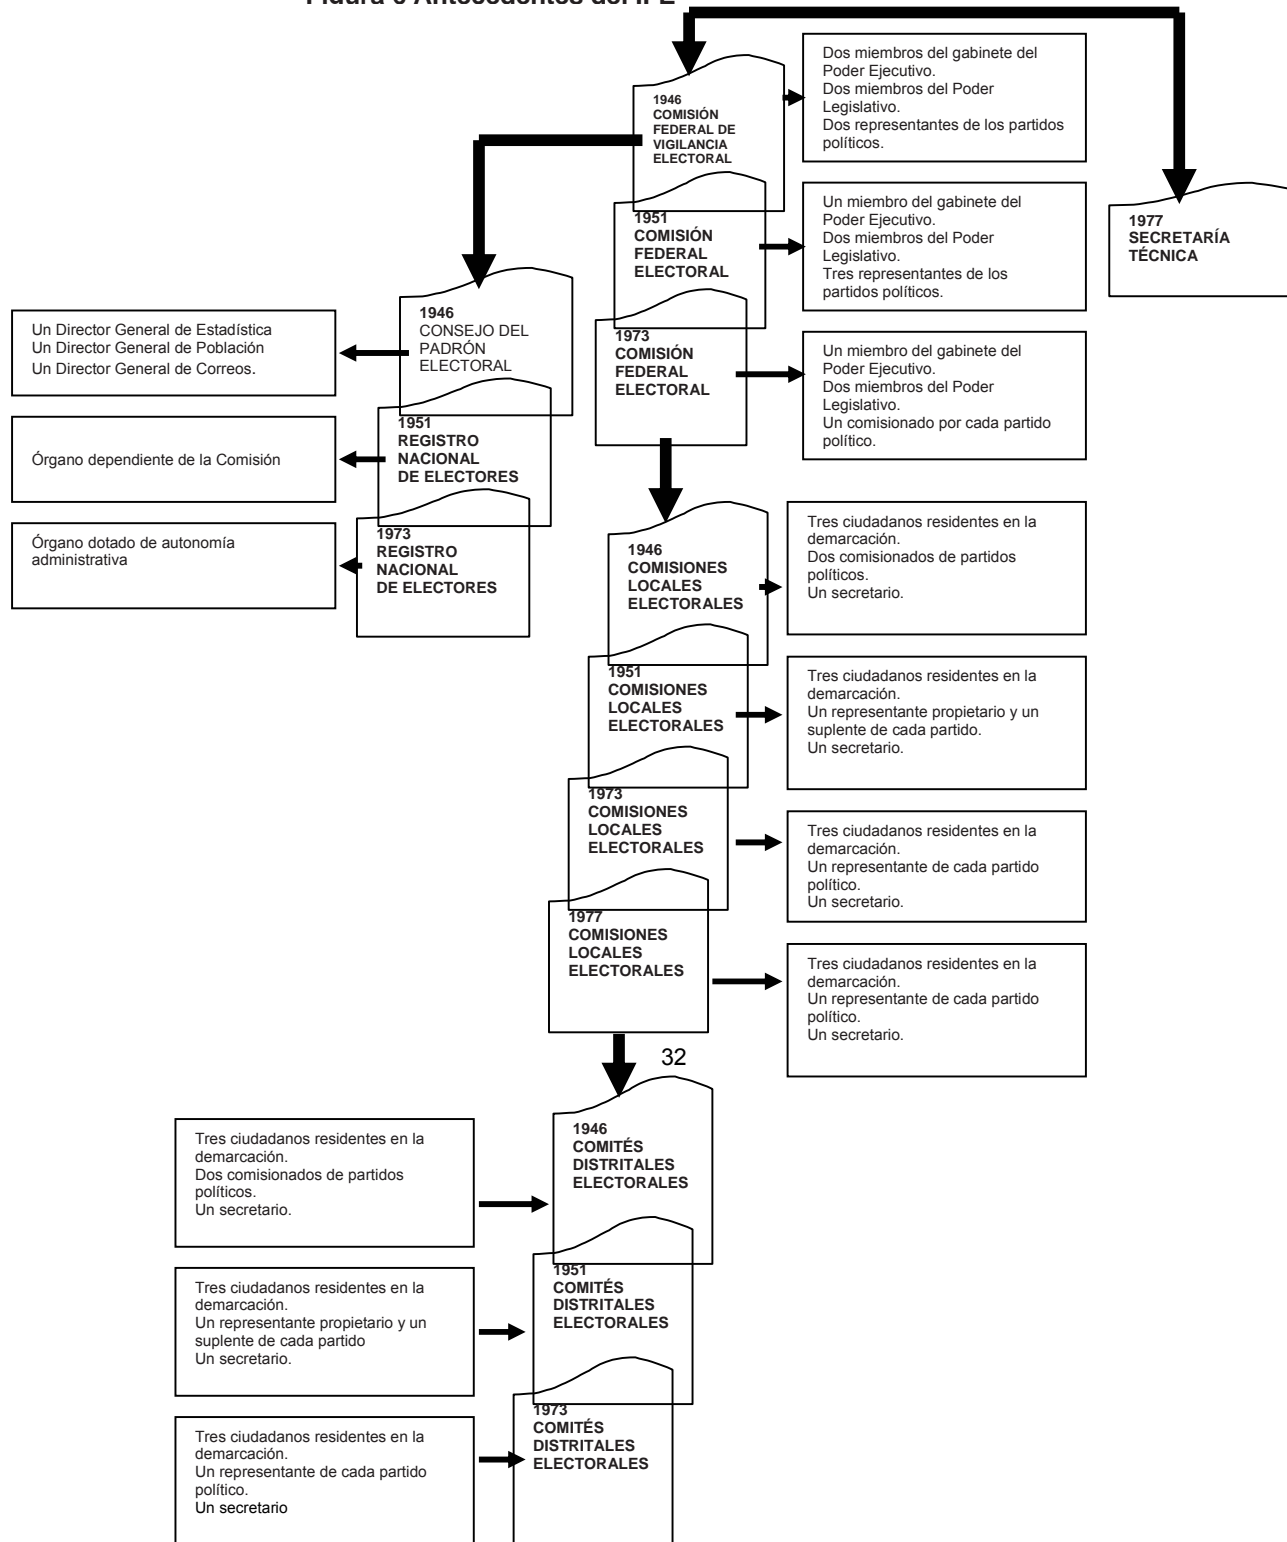 1946
COMISIÓN
FEDERAL DE
VIGILANCIA
ELECTORAL
Dos miembros del gabinete del
Poder Ejecutivo.
Dos miembros del Poder
Legislativo.
Dos representantes de los partidos
políticos.
1951
COMISIÓN
FEDERAL
ELECTORAL
Un miembro del gabinete del
Poder Ejecutivo.
Dos miembros del Poder
Legislativo.
Tres representantes de los
partidos políticos.
1977
SECRETARÍA
TÉCNICA
1973
COMISIÓN
FEDERAL
ELECTORAL
Un miembro del gabinete del
Poder Ejecutivo.
Dos miembros del Poder
Legislativo.
Un comisionado por cada partido
político.
Un Director General de Estadística
Un Director General de Población
Un Director General de Correos.
1946
CONSEJO DEL
PADRÓN
ELECTORAL
Órgano dependiente de la Comisión
1951
REGISTRO
NACIONAL
DE ELECTORES
Órgano dotado de autonomía
administrativa
1973
REGISTRO
NACIONAL
DE ELECTORES
1946
COMISIONES
LOCALES
ELECTORALES
Tres ciudadanos residentes en la
demarcación.
Dos comisionados de partidos
políticos.
Un secretario.
1951
COMISIONES
LOCALES
ELECTORALES
Tres ciudadanos residentes en la
demarcación.
Un representante propietario y un
suplente de cada partido.
Un secretario.
1973
COMISIONES
LOCALES
ELECTORALES
Tres ciudadanos residentes en la
demarcación.
Un representante de cada partido
político.
Un secretario.
1977
COMISIONES
LOCALES
ELECTORALES
Tres ciudadanos residentes en la
demarcación.
Un representante de cada partido
político.
Un secretario.
32
Tres ciudadanos residentes en la
demarcación.
Dos comisionados de partidos
políticos.
Un secretario.
1946
COMITÉS
DISTRITALES
ELECTORALES
Tres ciudadanos residentes en la
demarcación.
Un representante propietario y un
suplente de cada partido
Un secretario.
1951
COMITÉS
DISTRITALES
ELECTORALES
Tres ciudadanos residentes en la
demarcación.
Un representante de cada partido
político.
Un secretario
1973
COMITÉS
DISTRITALES
ELECTORALES